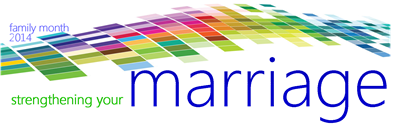 family month
2014
strengthening your
marriage